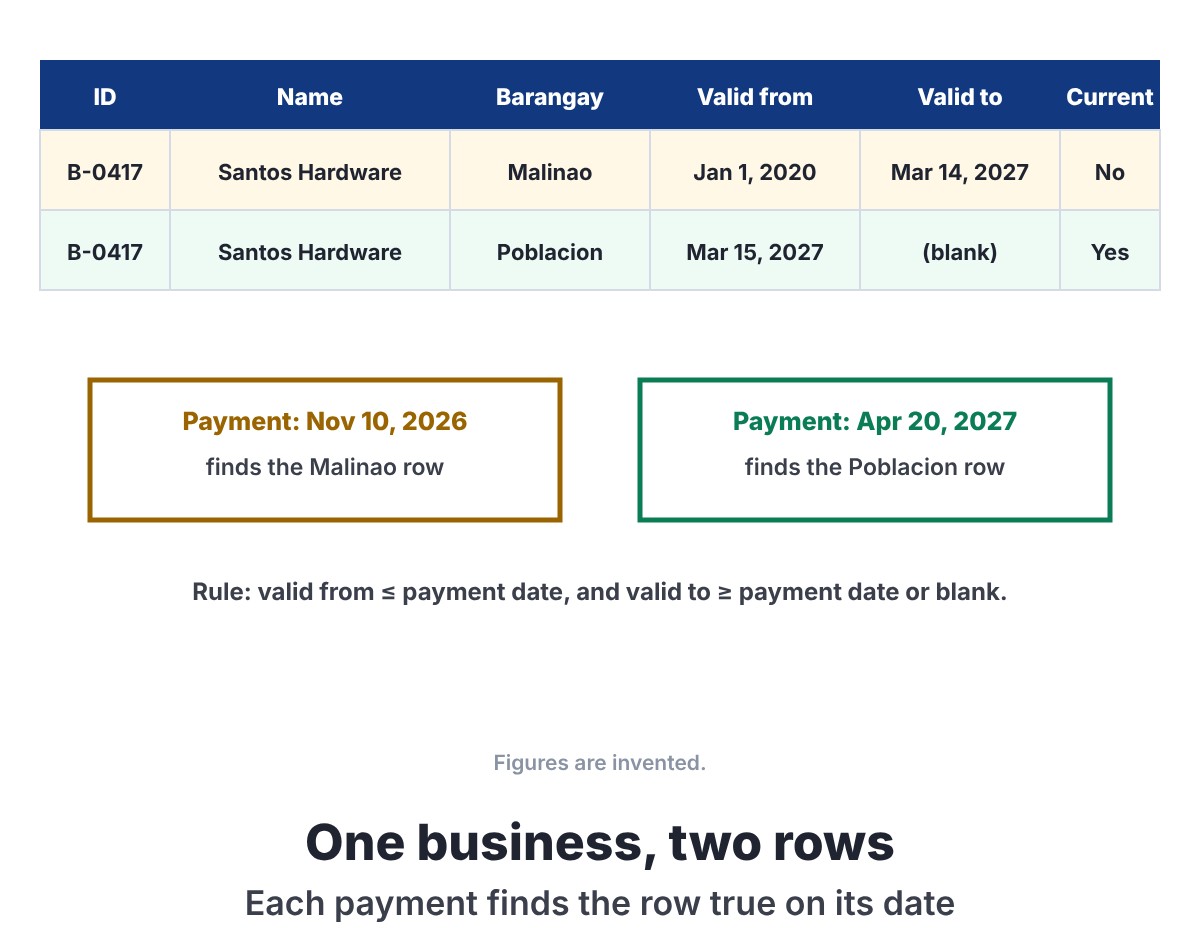 ID Name Barangay Valid from Valid to Current
B-0417 Santos Hardware Malinao Jan 1, 2020 Mar 14, 2027 No
B-0417 Santos Hardware Poblacion Mar 15, 2027 (blank) Yes
Payment: Nov 10, 2026
finds the Malinao row
Payment: Apr 20, 2027
finds the Poblacion row
Rule: valid from ≤ payment date, and valid to ≥ payment date or blank.
Figures are invented.
One business, two rows
Each payment finds the row true on its date